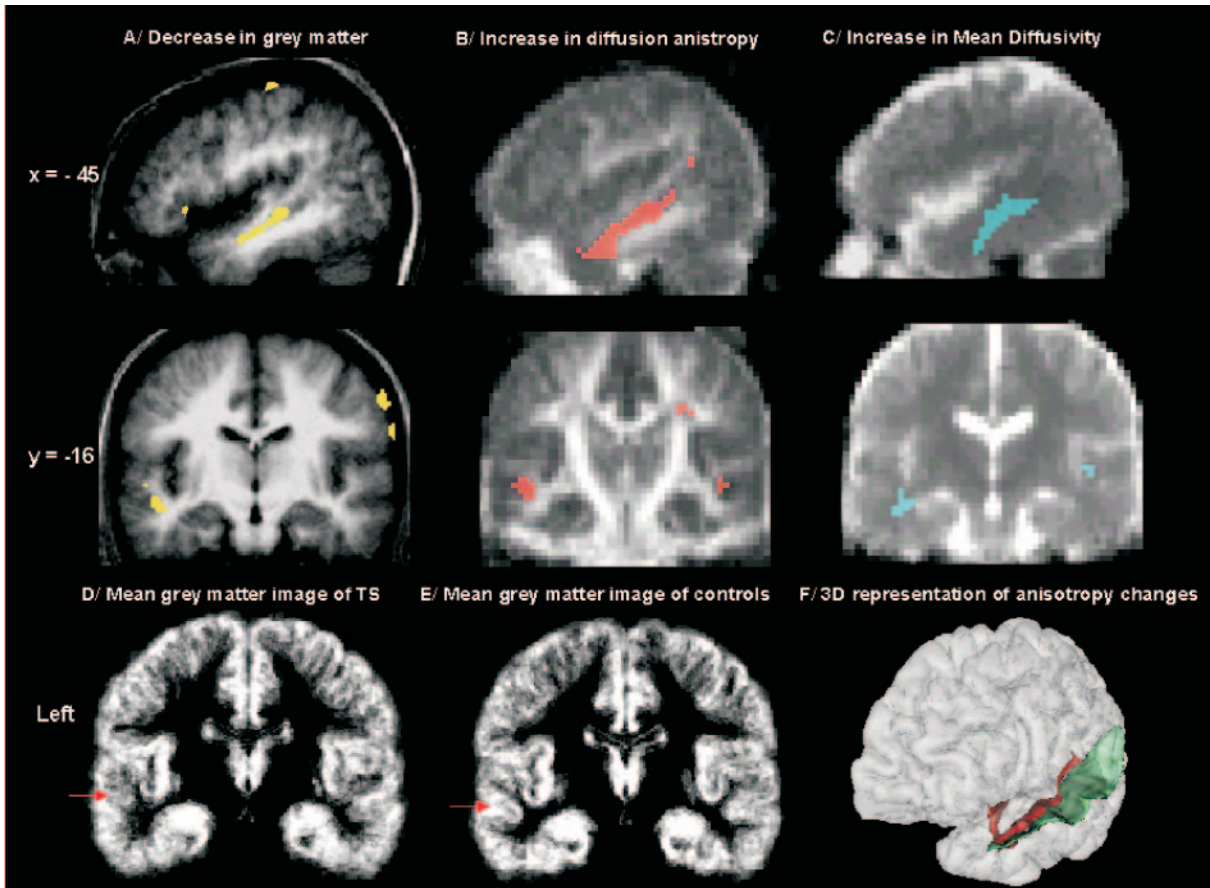 A/ Decrease in grey matter
B/ Increase in diffusion anistropy
C/ Increase in Mean Diffusivity
x = - 45
y = -16
D/ Mean grey matter image of TS
E/ Mean grey matter image of controls
F/ 3D representation of anisotropy changes
Left